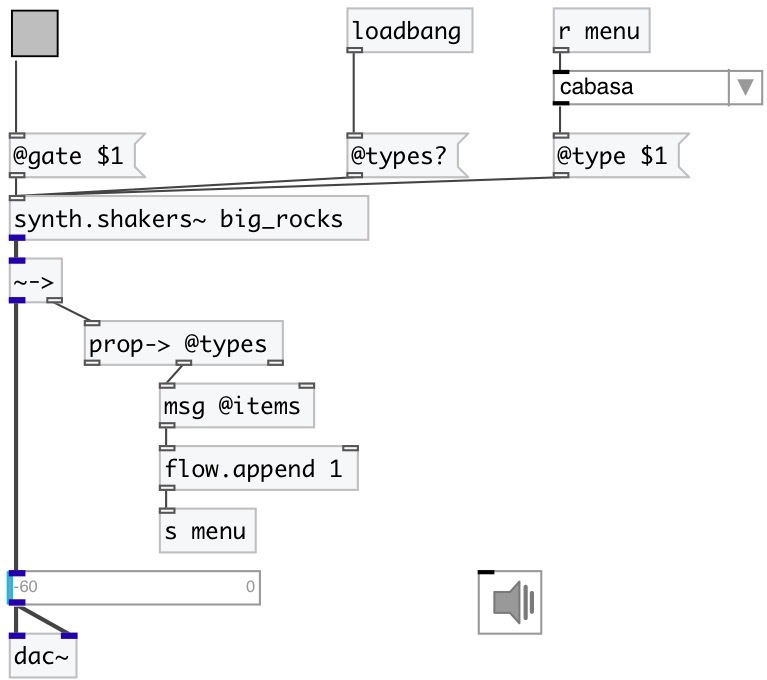 loadbang
r menu
cabasa
@gate $1
@types?
@type $1
synth.shakers~ big_rocks
~->
prop-> @types
msg @items
flow.append 1
s menu
-60 0
dac~